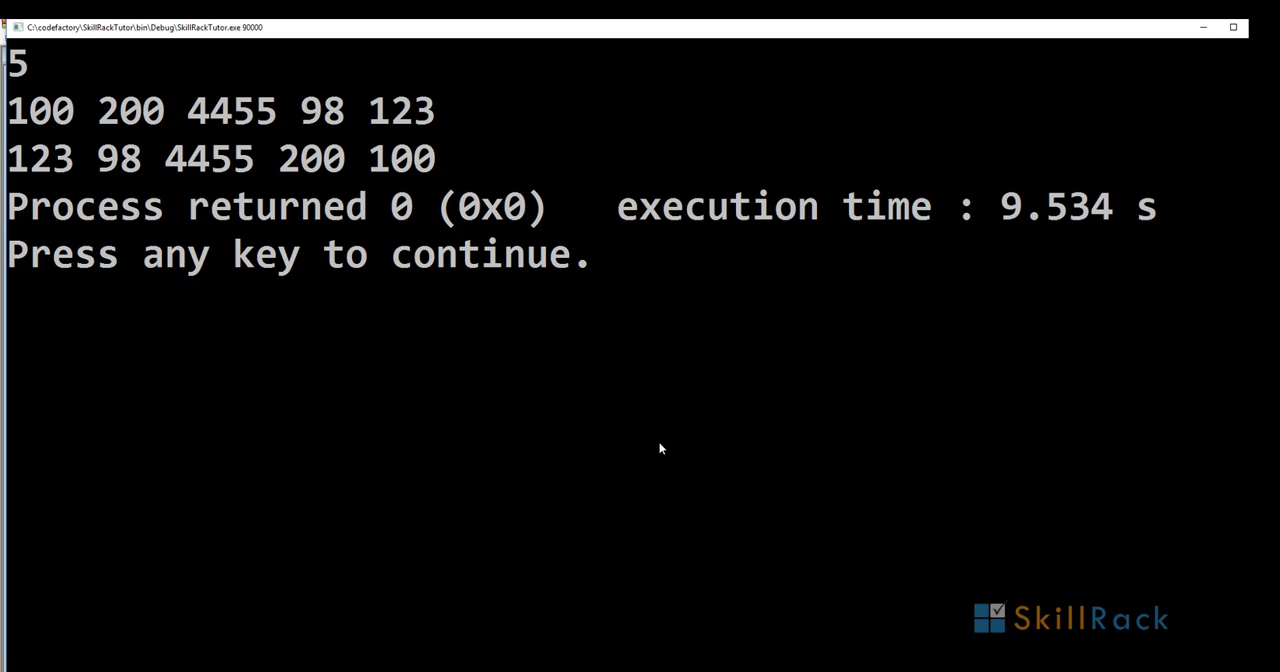 C:\codefactory\SkillRackTutor\bin\Debug\SkillRackTutor.exe 90000
5
100 200 4455 98 123
123 98 4455 200 100
Process returned 0 (0x0)   execution time : 9.534 s
Press any key to continue.
SkillRack